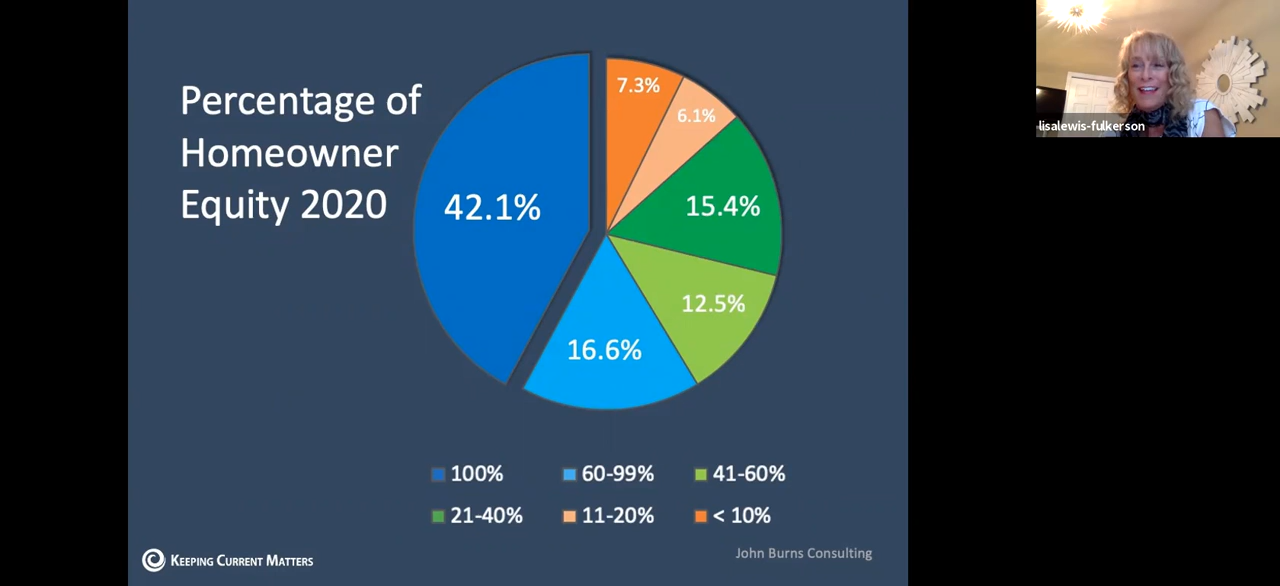 Percentage of
Homeowner
Equity 2020
7.3%
6.1%
15.4%
12.5%
16.6%
42.1%
100%
60-99%
41-60%
21-40%
11-20%
< 10%
KEEPING CURRENT MATTERS
John Burns Consulting
lisalewis-fulkerson